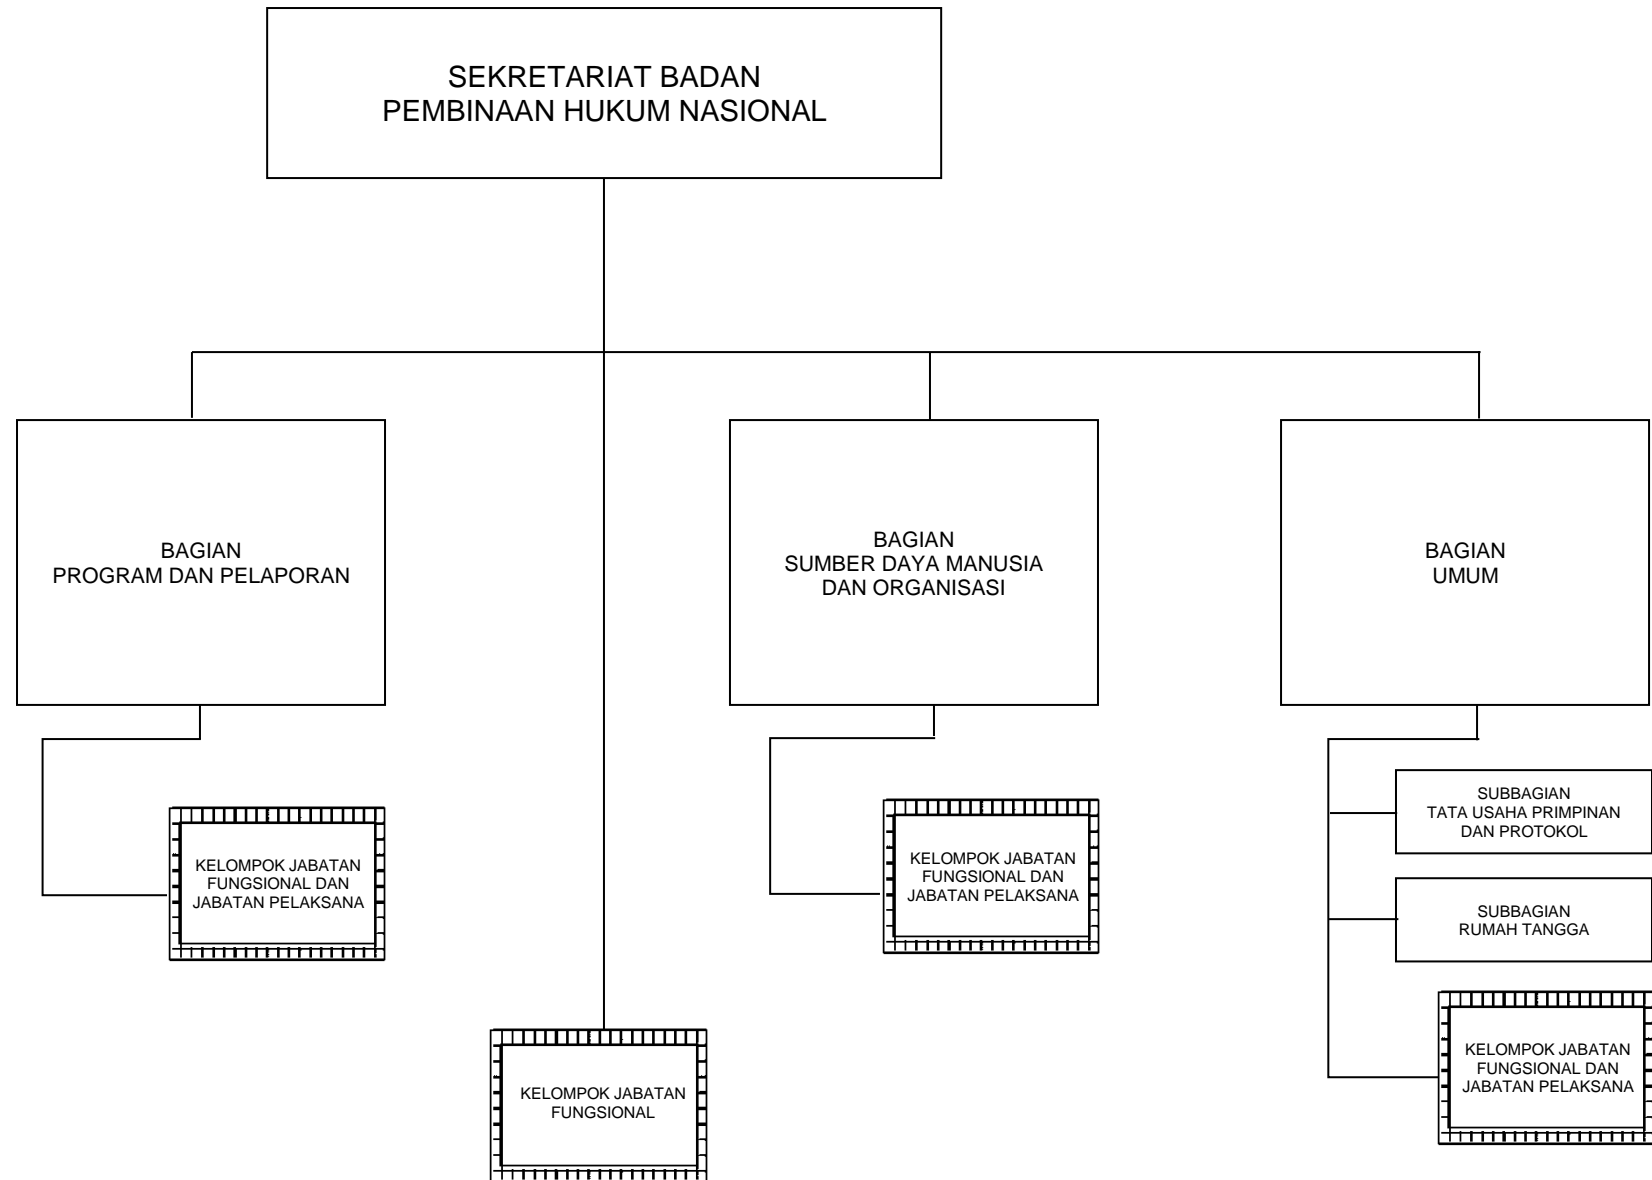 SEKRETARIAT BADAN
PEMBINAAN HUKUM NASIONAL
BAGIAN
PROGRAM DAN PELAPORAN
BAGIAN
SUMBER DAYA MANUSIA
DAN ORGANISASI
BAGIAN
UMUM
KELOMPOK JABATAN
FUNGSIONAL DAN
JABATAN PELAKSANA
KELOMPOK JABATAN
FUNGSIONAL
KELOMPOK JABATAN
FUNGSIONAL DAN
JABATAN PELAKSANA
SUBBAGIAN
TATA USAHA PRIMPINAN
DAN PROTOKOL
SUBBAGIAN
RUMAH TANGGA
KELOMPOK JABATAN
FUNGSIONAL DAN
JABATAN PELAKSANA